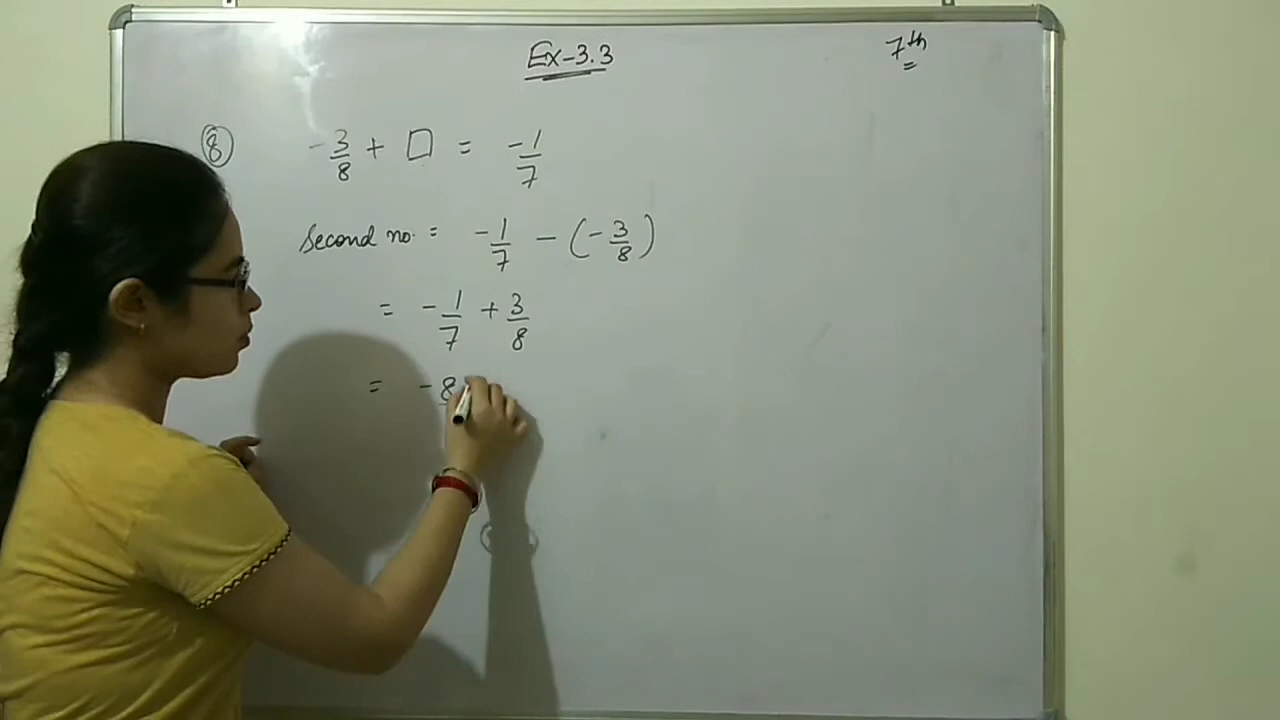 Ex-3.3
7th
8 -3/8 + □ = -1/7
Second no. = -1/7 - (-3/8)
= -1/7 + 3/8
= -8